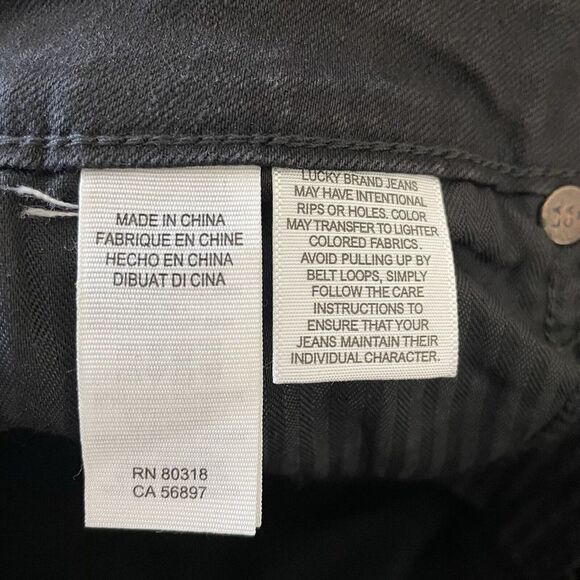 MADE IN CHINA
FABRIQUE EN CHINE
HECHO EN CHINA
DIBUAT DI CINA
RN 80318
CA 56897
LUCKY BRAND JEANS
MAY HAVE INTENTIONAL
RIPS OR HOLES. COLOR
MAY TRANSFER TO LIGHTER
COLORED FABRICS.
AVOID PULLING UP BY
BELT LOOPS, SIMPLY
FOLLOW THE CARE
INSTRUCTIONS TO
ENSURE THAT YOUR
JEANS MAINTAIN THEIR
INDIVIDUAL CHARACTER.